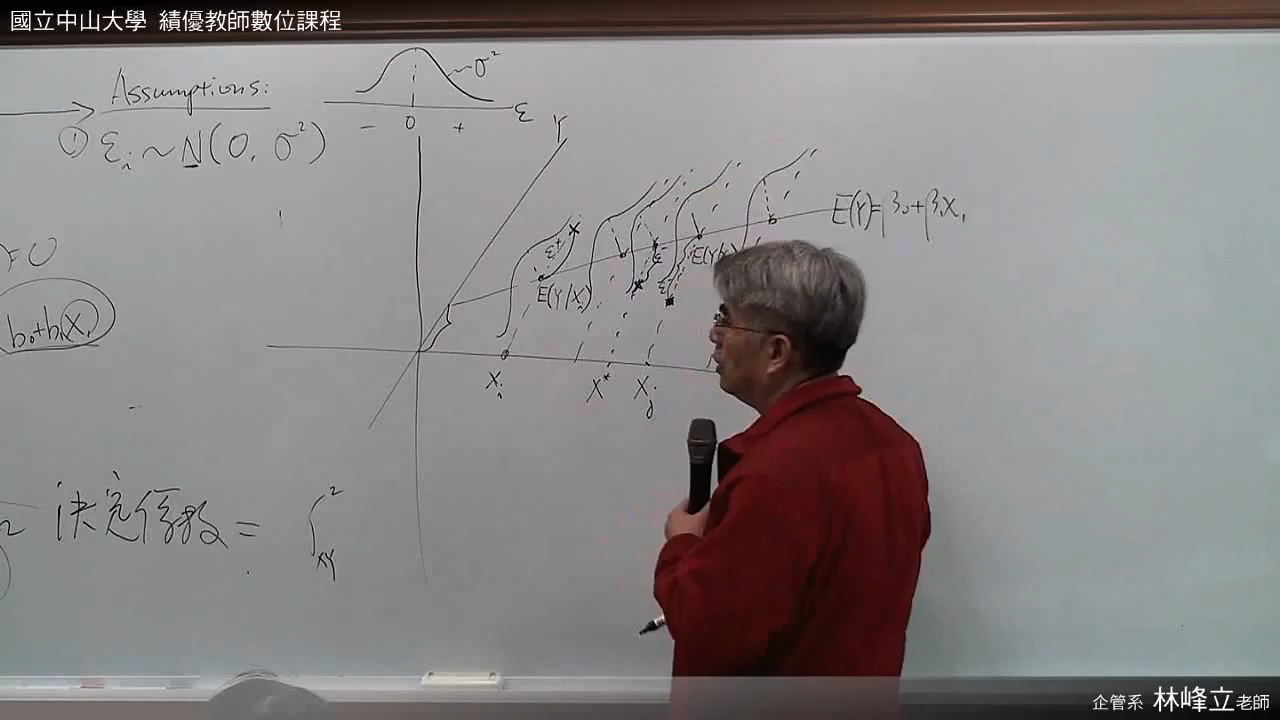 國立中山大學 績優教師數位課程
Assumptions:
① εi ~ N(0, σ²)
σ²
- 0 + ε
Y
E(Y)=β₀+β₁X₁
ε+
E(Y/Xi)
ε-
E(Y/X
ε-
b₀+b₁X₁
Xi X* Xj
決定係數 = r²XY
企管系 林峰立老師